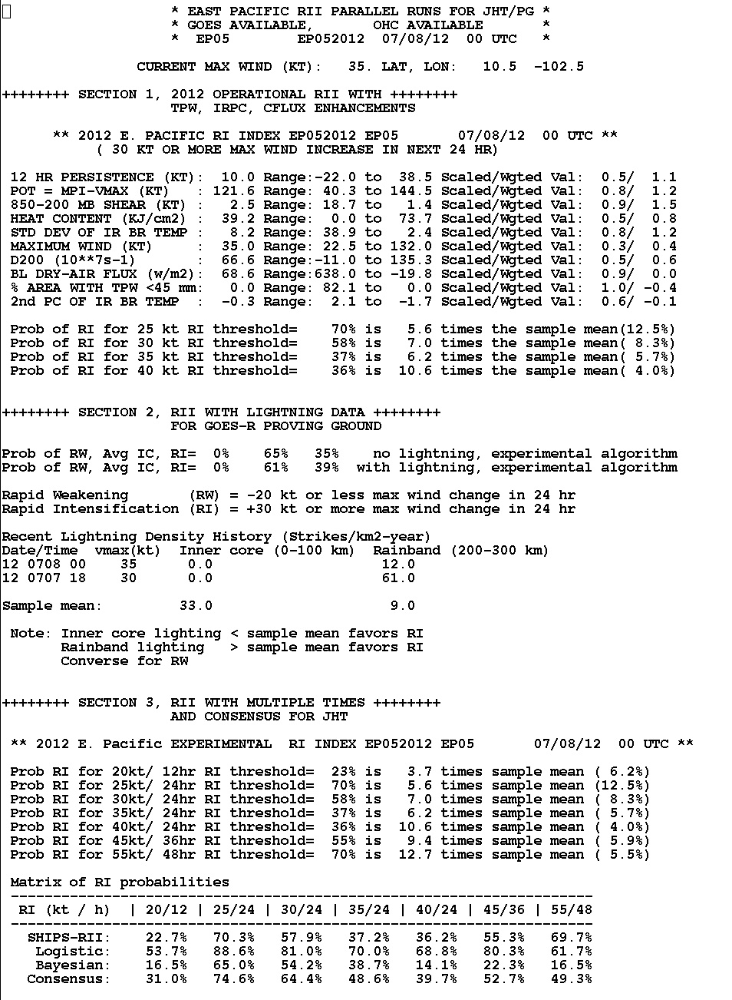 * EAST PACIFIC RII PARALLEL RUNS FOR JHT/PG *
* GOES AVAILABLE, OHC AVAILABLE *
* EP05 EP052012 07/08/12 00 UTC *
CURRENT MAX WIND (KT): 35. LAT, LON: 10.5 -102.5
++++++++ SECTION 1, 2012 OPERATIONAL RII WITH ++++++++
TPW, IRPC, CFLUX ENHANCEMENTS
** 2012 E. PACIFIC RI INDEX EP052012 EP05 07/08/12 00 UTC **
( 30 KT OR MORE MAX WIND INCREASE IN NEXT 24 HR)
12 HR PERSISTENCE (KT): 10.0 Range:-22.0 to 38.5 Scaled/Wgted Val: 0.5/ 1.1
POT = MPI-VMAX (KT) : 121.6 Range: 40.3 to 144.5 Scaled/Wgted Val: 0.8/ 1.2
850-200 MB SHEAR (KT) : 2.5 Range: 18.7 to 1.4 Scaled/Wgted Val: 0.9/ 1.5
HEAT CONTENT (KJ/cm2) : 39.2 Range: 0.0 to 73.7 Scaled/Wgted Val: 0.5/ 0.8
STD DEV OF IR BR TEMP : 8.2 Range: 38.9 to 2.4 Scaled/Wgted Val: 0.8/ 1.2
MAXIMUM WIND (KT) : 35.0 Range: 22.5 to 132.0 Scaled/Wgted Val: 0.3/ 0.4
D200 (10**7s-1) : 66.6 Range:-11.0 to 135.3 Scaled/Wgted Val: 0.5/ 0.6
BL DRY-AIR FLUX (w/m2): 68.6 Range:638.0 to -19.8 Scaled/Wgted Val: 0.9/ 0.0
% AREA WITH TPW <45 mm: 0.0 Range: 82.1 to 0.0 Scaled/Wgted Val: 1.0/ -0.4
2nd PC OF IR BR TEMP : -0.3 Range: 2.1 to -1.7 Scaled/Wgted Val: 0.6/ -0.1
Prob of RI for 25 kt RI threshold= 70% is 5.6 times the sample mean(12.5%)
Prob of RI for 30 kt RI threshold= 58% is 7.0 times the sample mean( 8.3%)
Prob of RI for 35 kt RI threshold= 37% is 6.2 times the sample mean( 5.7%)
Prob of RI for 40 kt RI threshold= 36% is 10.6 times the sample mean( 4.0%)
++++++++ SECTION 2, RII WITH LIGHTNING DATA ++++++++
FOR GOES-R PROVING GROUND
Prob of RW, Avg IC, RI= 0% 65% 35% no lightning, experimental algorithm
Prob of RW, Avg IC, RI= 0% 61% 39% with lightning, experimental algorithm
Rapid Weakening (RW) = -20 kt or less max wind change in 24 hr
Rapid Intensification (RI) = +30 kt or more max wind change in 24 hr
Recent Lightning Density History (Strikes/km2-year)
Date/Time vmax(kt) Inner core (0-100 km) Rainband (200-300 km)
12 0708 00 35 0.0 12.0
12 0707 18 30 0.0 61.0
Sample mean: 33.0 9.0
Note: Inner core lighting < sample mean favors RI
Rainband lighting > sample mean favors RI
Converse for RW
++++++++ SECTION 3, RII WITH MULTIPLE TIMES ++++++++
AND CONSENSUS FOR JHT
** 2012 E. Pacific EXPERIMENTAL RI INDEX EP052012 EP05 07/08/12 00 UTC **
Prob RI for 20kt/ 12hr RI threshold= 23% is 3.7 times sample mean ( 6.2%)
Prob RI for 25kt/ 24hr RI threshold= 70% is 5.6 times sample mean (12.5%)
Prob RI for 30kt/ 24hr RI threshold= 58% is 7.0 times sample mean ( 8.3%)
Prob RI for 35kt/ 24hr RI threshold= 37% is 6.2 times sample mean ( 5.7%)
Prob RI for 40kt/ 24hr RI threshold= 36% is 10.6 times sample mean ( 4.0%)
Prob RI for 45kt/ 36hr RI threshold= 55% is 9.4 times sample mean ( 5.9%)
Prob RI for 55kt/ 48hr RI threshold= 70% is 12.7 times sample mean ( 5.5%)
Matrix of RI probabilities
---------------------------------------------------------------------
RI (kt / h) | 20/12 | 25/24 | 30/24 | 35/24 | 40/24 | 45/36 | 55/48
---------------------------------------------------------------------
SHIPS-RII: 22.7% 70.3% 57.9% 37.2% 36.2% 55.3% 69.7%
Logistic: 53.7% 88.6% 81.0% 70.0% 68.8% 80.3% 61.7%
Bayesian: 16.5% 65.0% 54.2% 38.7% 14.1% 22.3% 16.5%
Consensus: 31.0% 74.6% 64.4% 48.6% 39.7% 52.7% 49.3%